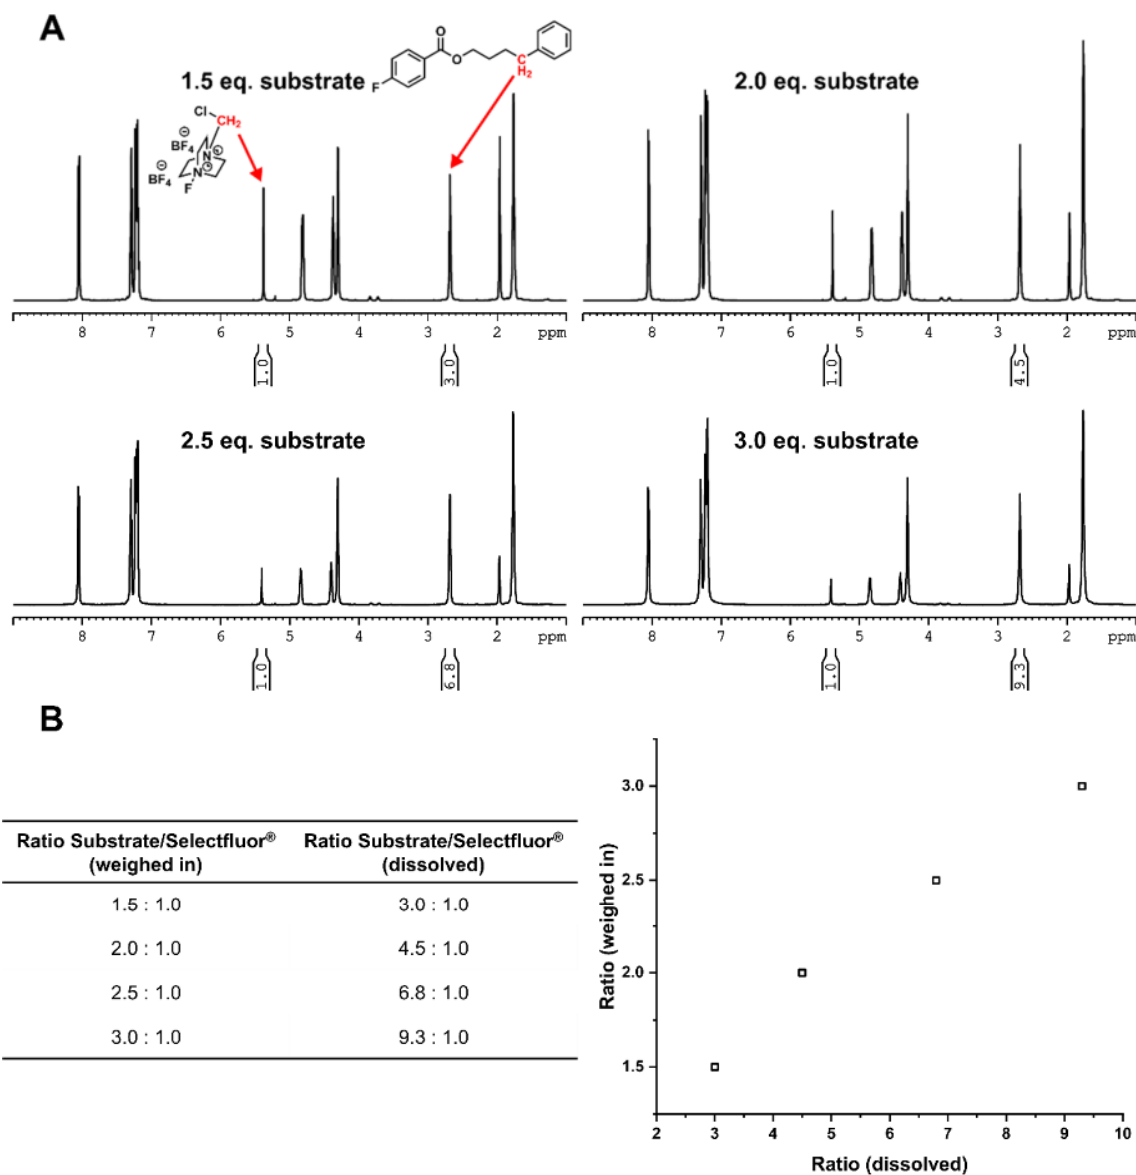 A
1.5 eq. substrate
2.0 eq. substrate
O
O
F
C
H2
Cl
CH2
⊖
BF4
⊖
BF4
N
⊕
N
⊕
F
8 7 6 5 4 3 2 ppm
8 7 6 5 4 3 2 ppm
1.0 3.0
1.0 4.5
2.5 eq. substrate
3.0 eq. substrate
8 7 6 5 4 3 2 ppm
8 7 6 5 4 3 2 ppm
1.0 6.8
1.0 9.3
B
Ratio Substrate/Selectfluor® Ratio Substrate/Selectfluor®
(weighed in) (dissolved)
1.5 : 1.0 3.0 : 1.0
2.0 : 1.0 4.5 : 1.0
2.5 : 1.0 6.8 : 1.0
3.0 : 1.0 9.3 : 1.0
Ratio (weighed in)
3.0
2.5
2.0
1.5
2 3 4 5 6 7 8 9 10
Ratio (dissolved)